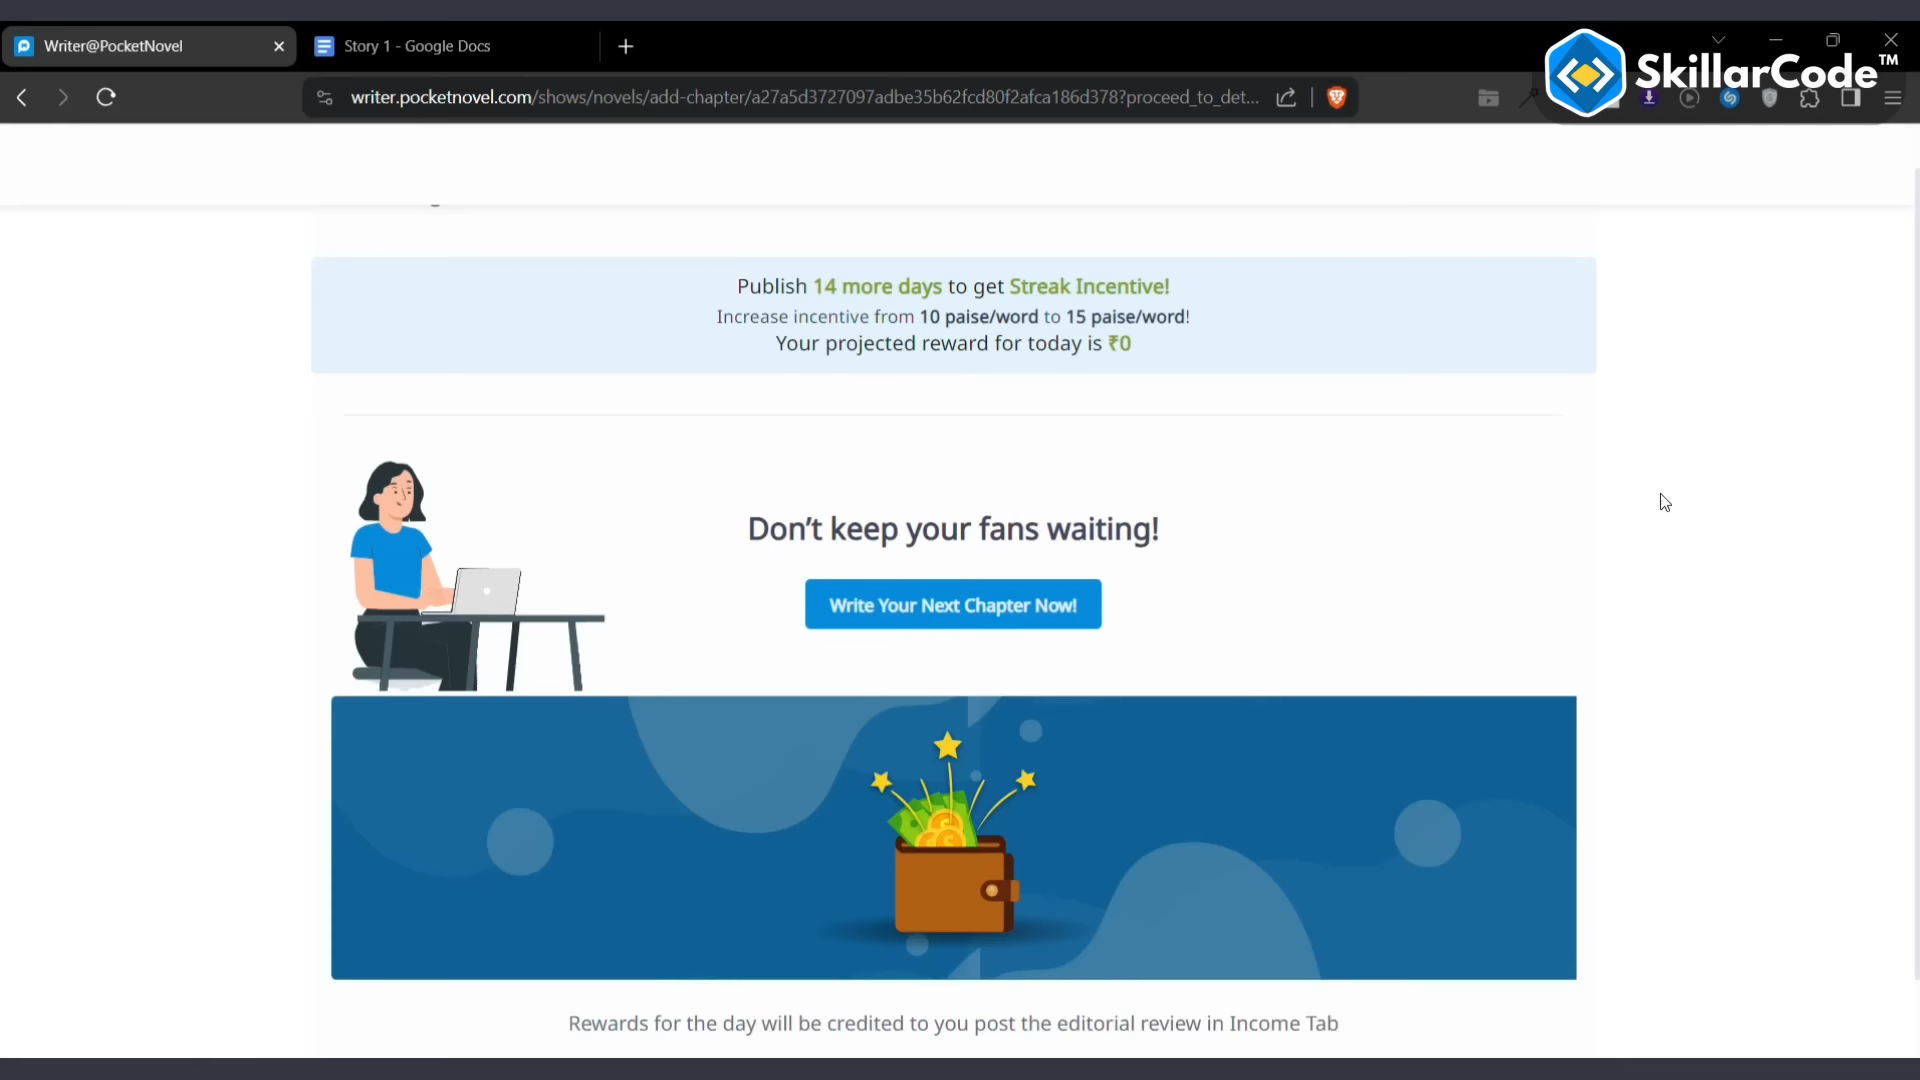 Writer@PocketNovel
Story 1 - Google Docs
SkillarCode™
writer.pocketnovel.com/shows/novels/add-chapter/a27a5d3727097adbe35b62fcd80f2afca186d378?proceed_to_det...
Publish 14 more days to get Streak Incentive!
Increase incentive from 10 paise/word to 15 paise/word!
Your projected reward for today is ₹0
Don’t keep your fans waiting!
Write Your Next Chapter Now!
Rewards for the day will be credited to you post the editorial review in Income Tab